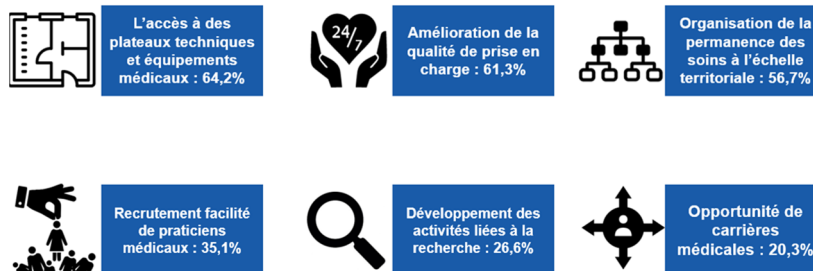 L'accès à des
plateaux techniques
et équipements
médicaux : 64,2%
24/7
Amélioration de la
qualité de prise en
charge : 61,3%
Organisation de la
permanence des
soins à l'échelle
territoriale : 56,7%
Recrutement facilité
de praticiens
médicaux : 35,1%
Développement des
activités liées à la
recherche : 26,6%
Opportunité de
carrières
médicales : 20,3%